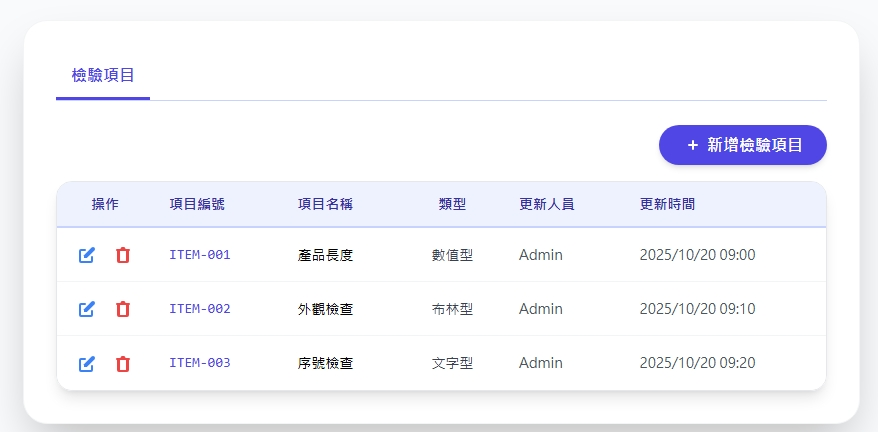 檢驗項目
+ 新增檢驗項目
操作 項目編號 項目名稱 類型 更新人員 更新時間
ITEM-001 產品長度 數值型 Admin 2025/10/20 09:00
ITEM-002 外觀檢查 布林型 Admin 2025/10/20 09:10
ITEM-003 序號檢查 文字型 Admin 2025/10/20 09:20